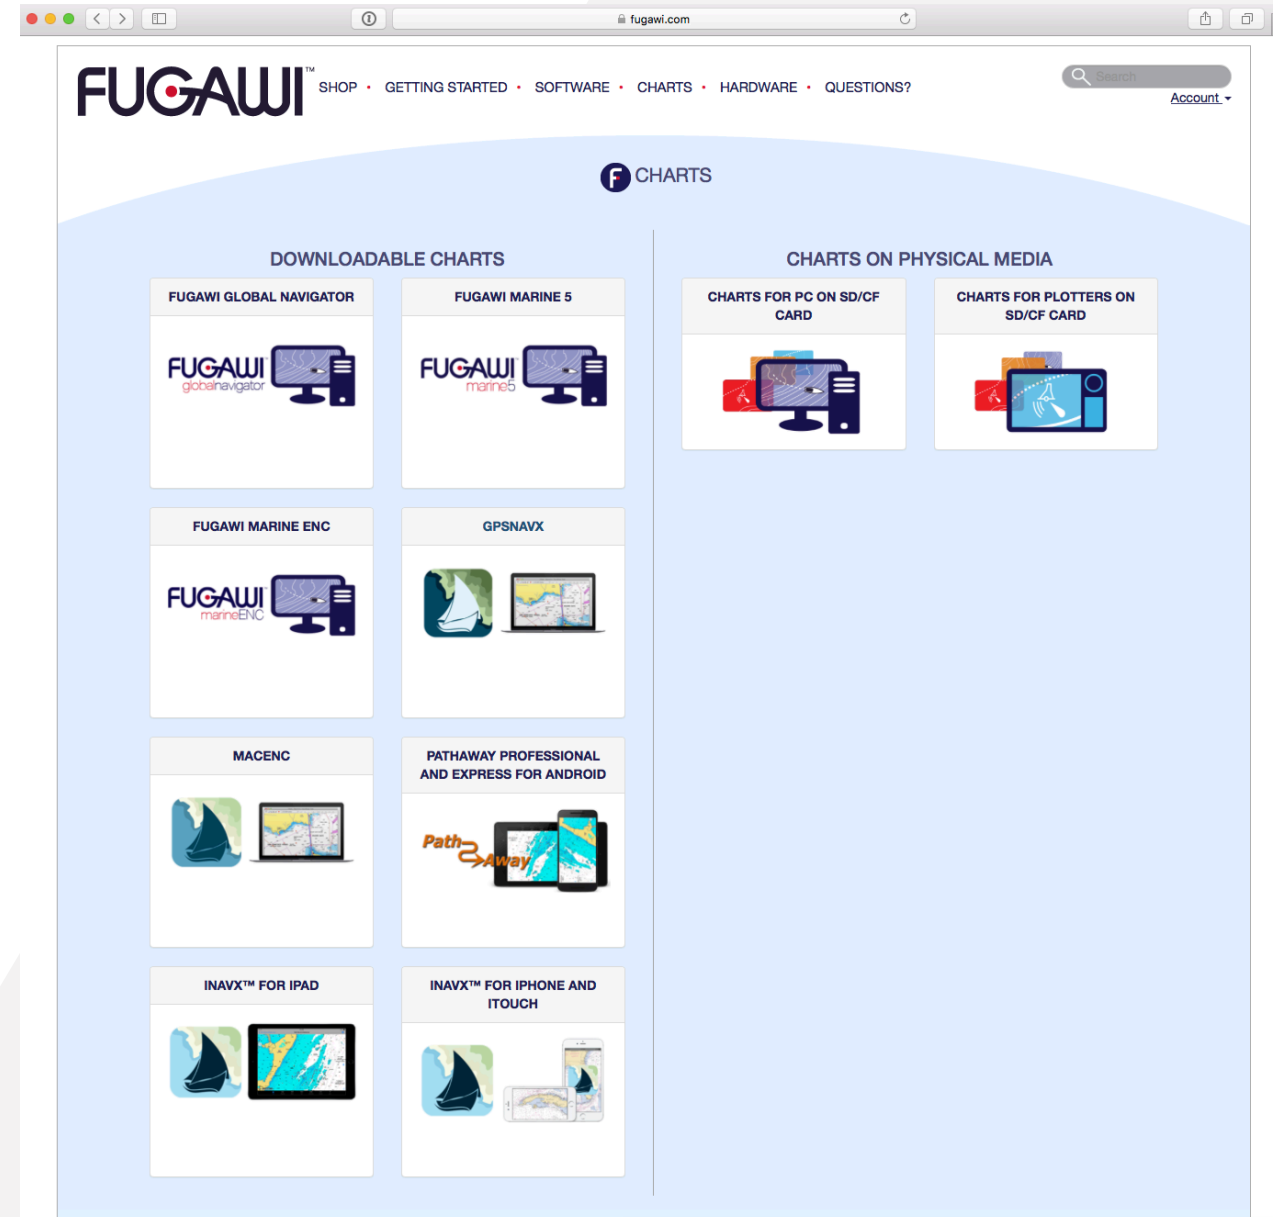 fugawi.com
FUGAWI™
SHOP • GETTING STARTED • SOFTWARE • CHARTS • HARDWARE • QUESTIONS?
Search
Account
F CHARTS
DOWNLOADABLE CHARTS
CHARTS ON PHYSICAL MEDIA
FUGAWI GLOBAL NAVIGATOR
FUGAWI
globalnavigator
FUGAWI MARINE 5
FUGAWI
marine5
CHARTS FOR PC ON SD/CF
CARD
CHARTS FOR PLOTTERS ON
SD/CF CARD
FUGAWI MARINE ENC
FUGAWI
marineENC
GPSNAVX
MACENC
PATHAWAY PROFESSIONAL
AND EXPRESS FOR ANDROID
Path
Away
INAVX™ FOR IPAD
INAVX™ FOR IPHONE AND
ITOUCH